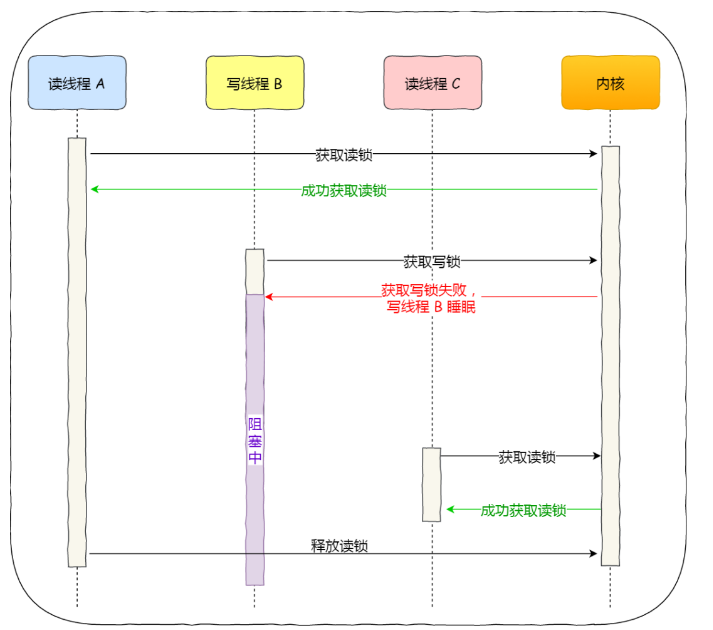 读线程 A
写线程 B
读线程 C
内核
获取读锁
成功获取读锁
获取写锁
获取写锁失败，
写线程 B 睡眠
阻
塞
中
获取读锁
成功获取读锁
释放读锁